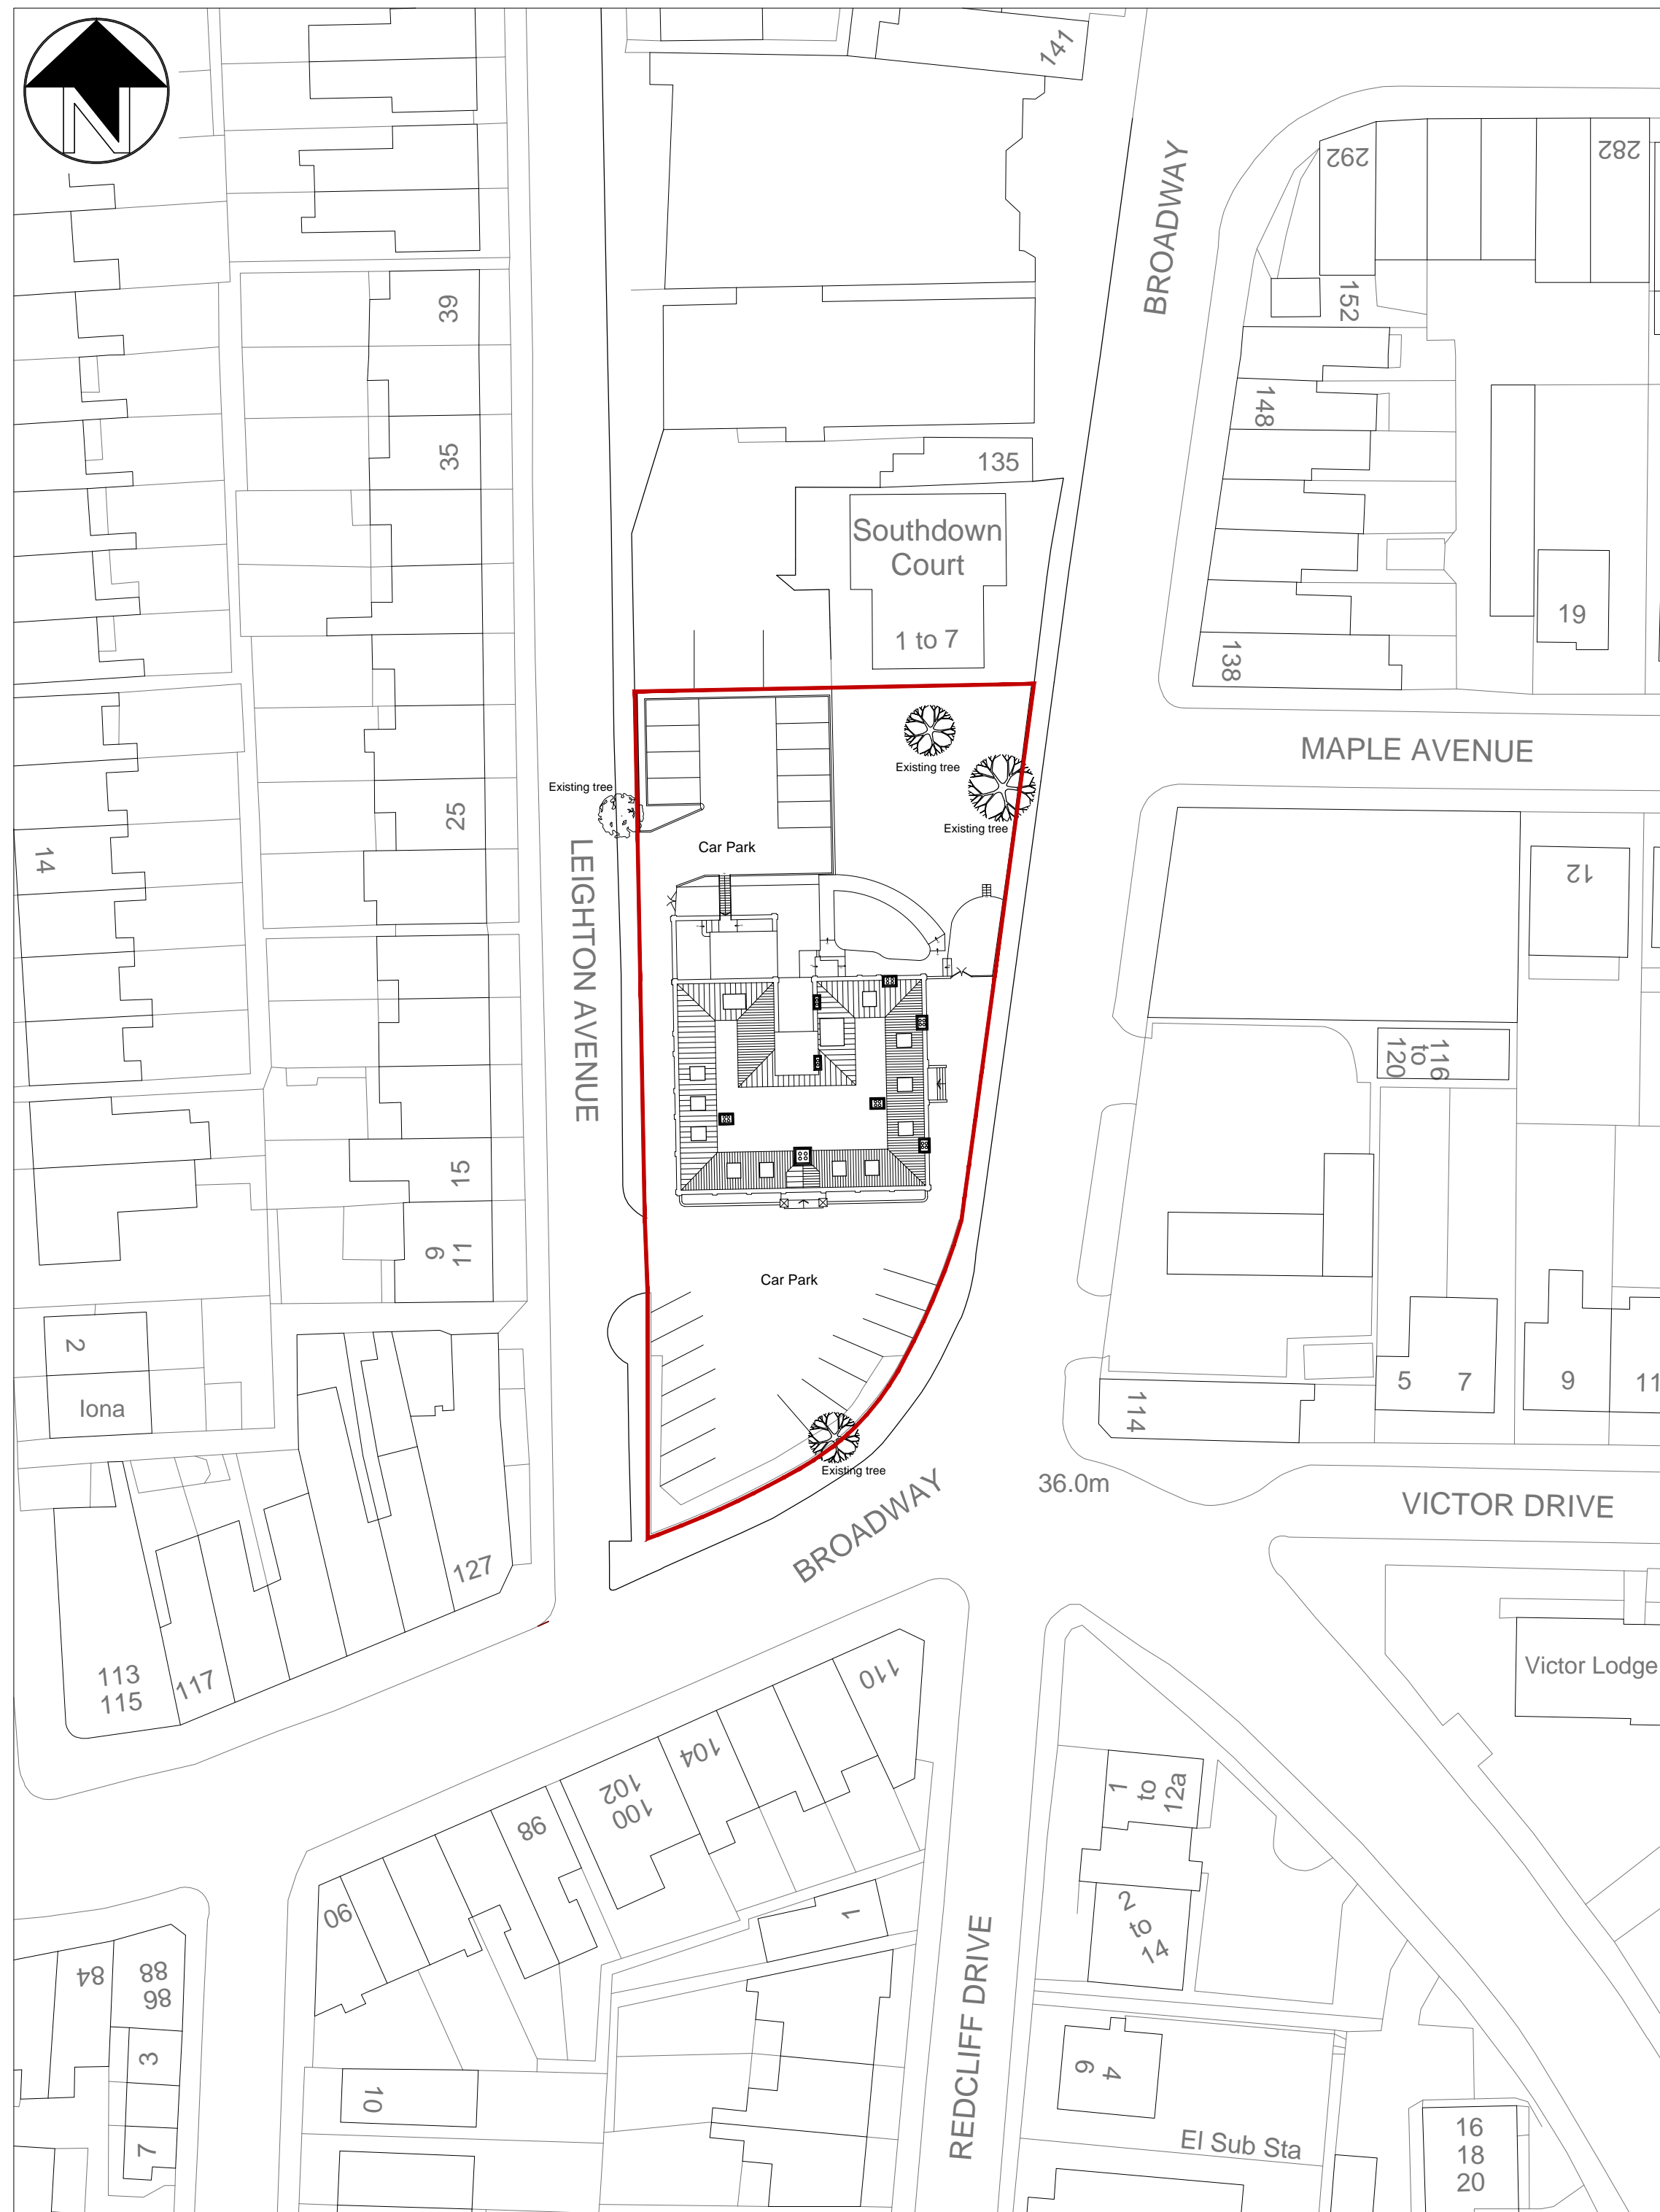 N
141
BROADWAY
292
282
152
39
148
35
135
Southdown
Court
1 to 7
19
138
MAPLE AVENUE
Existing tree
Existing tree
Existing tree
25
Car Park
14
12
LEIGHTON AVENUE
116
to
120
15
9
11
Car Park
2
Iona
5
7
9
11
114
Existing tree
36.0m
BROADWAY
VICTOR DRIVE
127
113
115
117
110
Victor Lodge
104
102
100
98
1
to
12a
90
1
2
to
14
84
88
86
REDCLIFF DRIVE
3
10
6
4
7
El Sub Sta
16
18
20